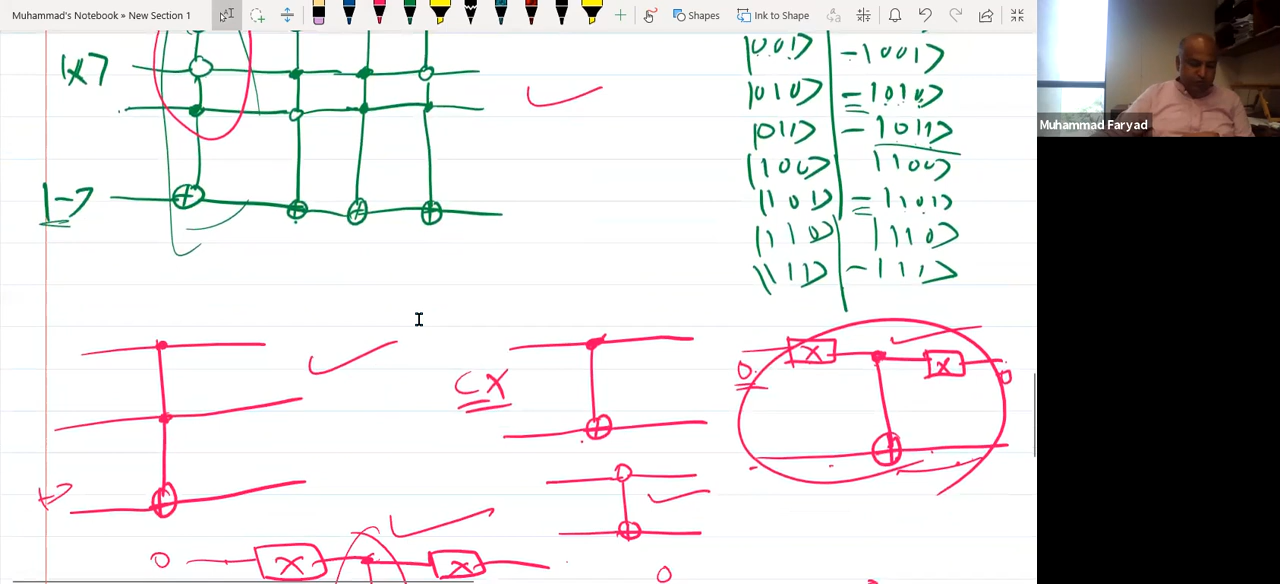 Muhammad's Notebook » New Section 1
Shapes
Ink to Shape
Muhammad Faryad
|x>
|->
|001> -|001>
|010> -|010>
|011> -|011>
|100> |100>
|101> -|101>
|110> |110>
|111> -|111>
CX
X X
0 0
X X
0
0